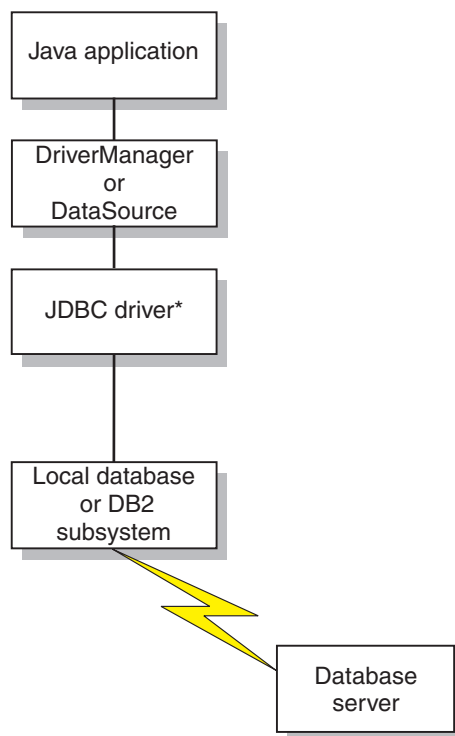 Java application
DriverManager
or
DataSource
JDBC driver*
Local database
or DB2
subsystem
Database
server